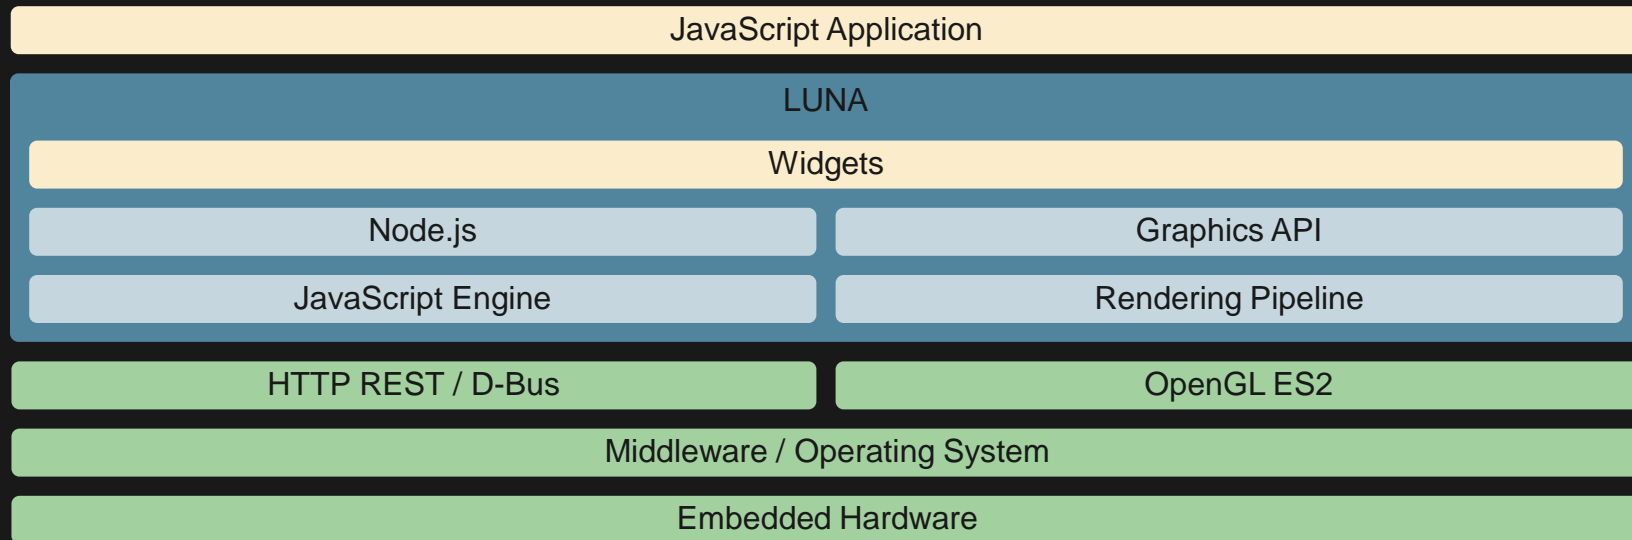 JavaScript Application
LUNA
Widgets
Node.js
Graphics API
JavaScript Engine
Rendering Pipeline
HTTP REST / D-Bus
OpenGL ES2
Middleware / Operating System
Embedded Hardware